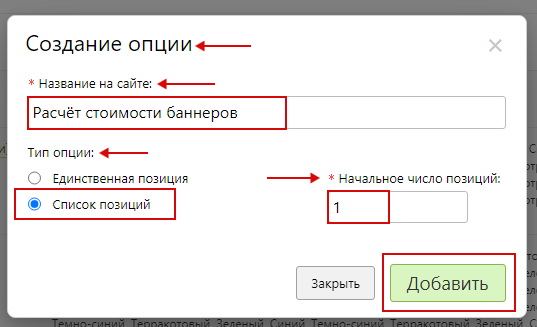 Создание опции
* Название на сайте:
Расчёт стоимости баннеров
Тип опции:
Единственная позиция
* Начальное число позиций:
Список позиций
1
Закрыть
Добавить
Темно-синий Терракотовый Зеленый Синий Темно-синий Терракотовый Зеленый